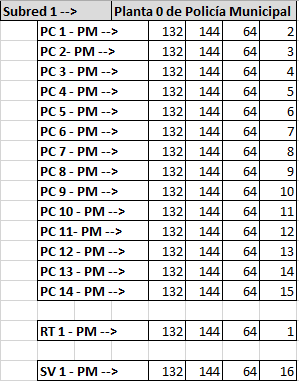 Subred 1 --> Planta 0 de Policía Municipal
PC 1 - PM --> 132 144 64 2
PC 2- PM --> 132 144 64 3
PC 3 - PM --> 132 144 64 4
PC 4 - PM --> 132 144 64 5
PC 5 - PM --> 132 144 64 6
PC 6 - PM --> 132 144 64 7
PC 7 - PM --> 132 144 64 8
PC 8 - PM --> 132 144 64 9
PC 9 - PM --> 132 144 64 10
PC 10 - PM --> 132 144 64 11
PC 11- PM --> 132 144 64 12
PC 12 - PM --> 132 144 64 13
PC 13 - PM --> 132 144 64 14
PC 14 - PM --> 132 144 64 15
RT 1 - PM --> 132 144 64 1
SV 1 - PM --> 132 144 64 16